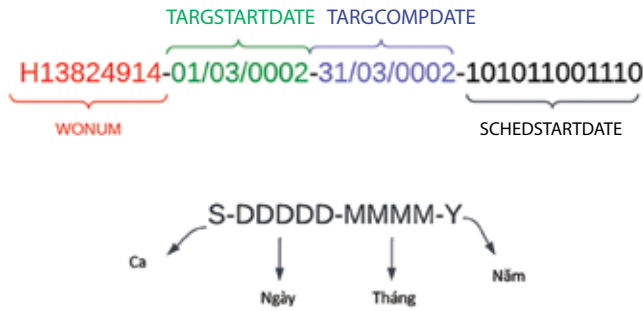 TARGSTARTDATE TARGCOMPDATE
H13824914-01/03/0002-31/03/0002-101011001110
WONUM SCHEDSTARTDATE
S-DDDDD-MMMM-Y
Ca
Năm
Ngày Tháng